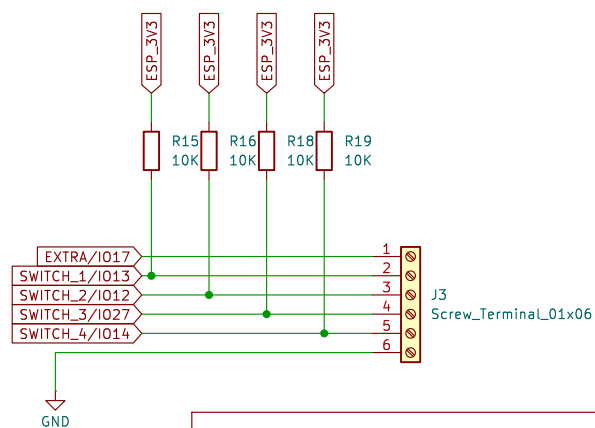 ESP_3V3 ESP_3V3 ESP_3V3 ESP_3V3
R15 R16 R18 R19
10K 10K 10K 10K
EXTRA/IO17 1
SWITCH_1/IO13 2
SWITCH_2/IO12 3 J3
SWITCH_3/IO27 4 Screw_Terminal_01x06
SWITCH_4/IO14 5
6
GND